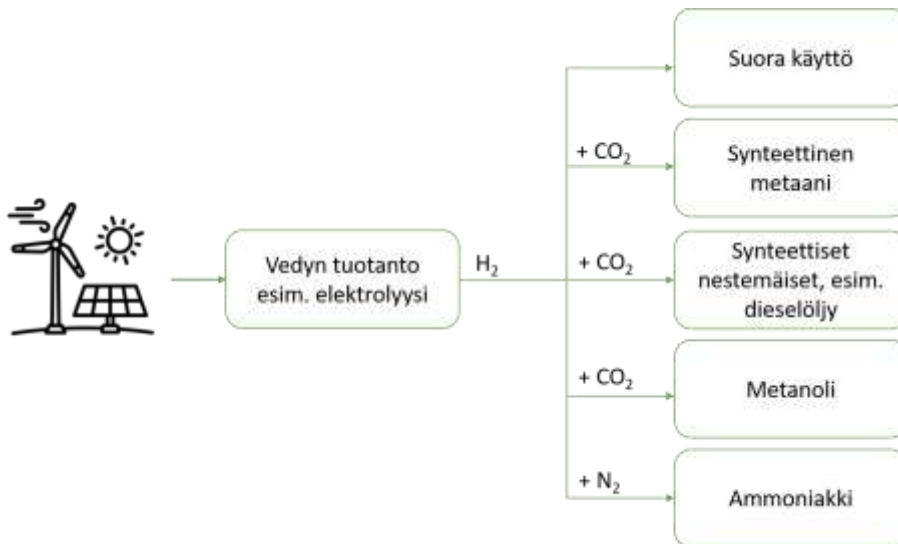 Suora käyttö
+ CO₂
Synteettinen
metaani
Vedyn tuotanto
esim. elektrolyysi
H₂
+ CO₂
Synteettiset
nestemäiset, esim.
dieselöljy
+ CO₂
Metanoli
+ N₂
Ammoniakki